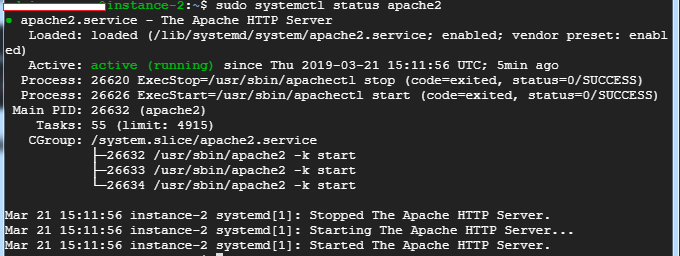 instance-2:~$ sudo systemctl status apache2
● apache2.service - The Apache HTTP Server
Loaded: loaded (/lib/systemd/system/apache2.service; enabled; vendor preset: enabl
ed)
Active: active (running) since Thu 2019-03-21 15:11:56 UTC; 5min ago
Process: 26620 ExecStop=/usr/sbin/apachectl stop (code=exited, status=0/SUCCESS)
Process: 26626 ExecStart=/usr/sbin/apachectl start (code=exited, status=0/SUCCESS)
Main PID: 26632 (apache2)
Tasks: 55 (limit: 4915)
CGroup: /system.slice/apache2.service
├─26632 /usr/sbin/apache2 -k start
├─26633 /usr/sbin/apache2 -k start
└─26634 /usr/sbin/apache2 -k start
Mar 21 15:11:56 instance-2 systemd[1]: Stopped The Apache HTTP Server.
Mar 21 15:11:56 instance-2 systemd[1]: Starting The Apache HTTP Server...
Mar 21 15:11:56 instance-2 systemd[1]: Started The Apache HTTP Server.